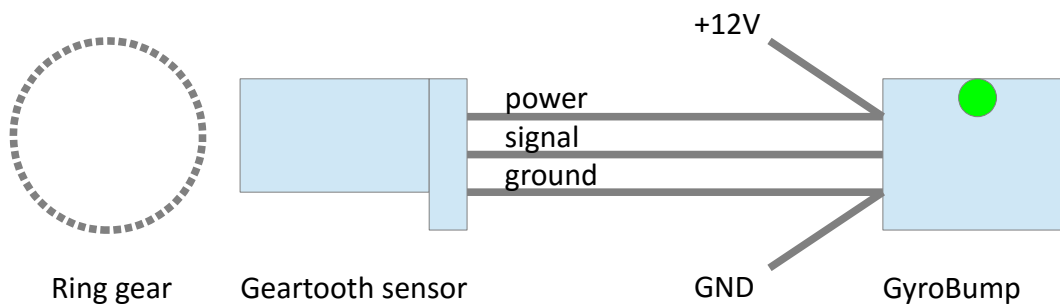 +12V
power
signal
ground
Ring gear
Geartooth sensor
GND
GyroBump